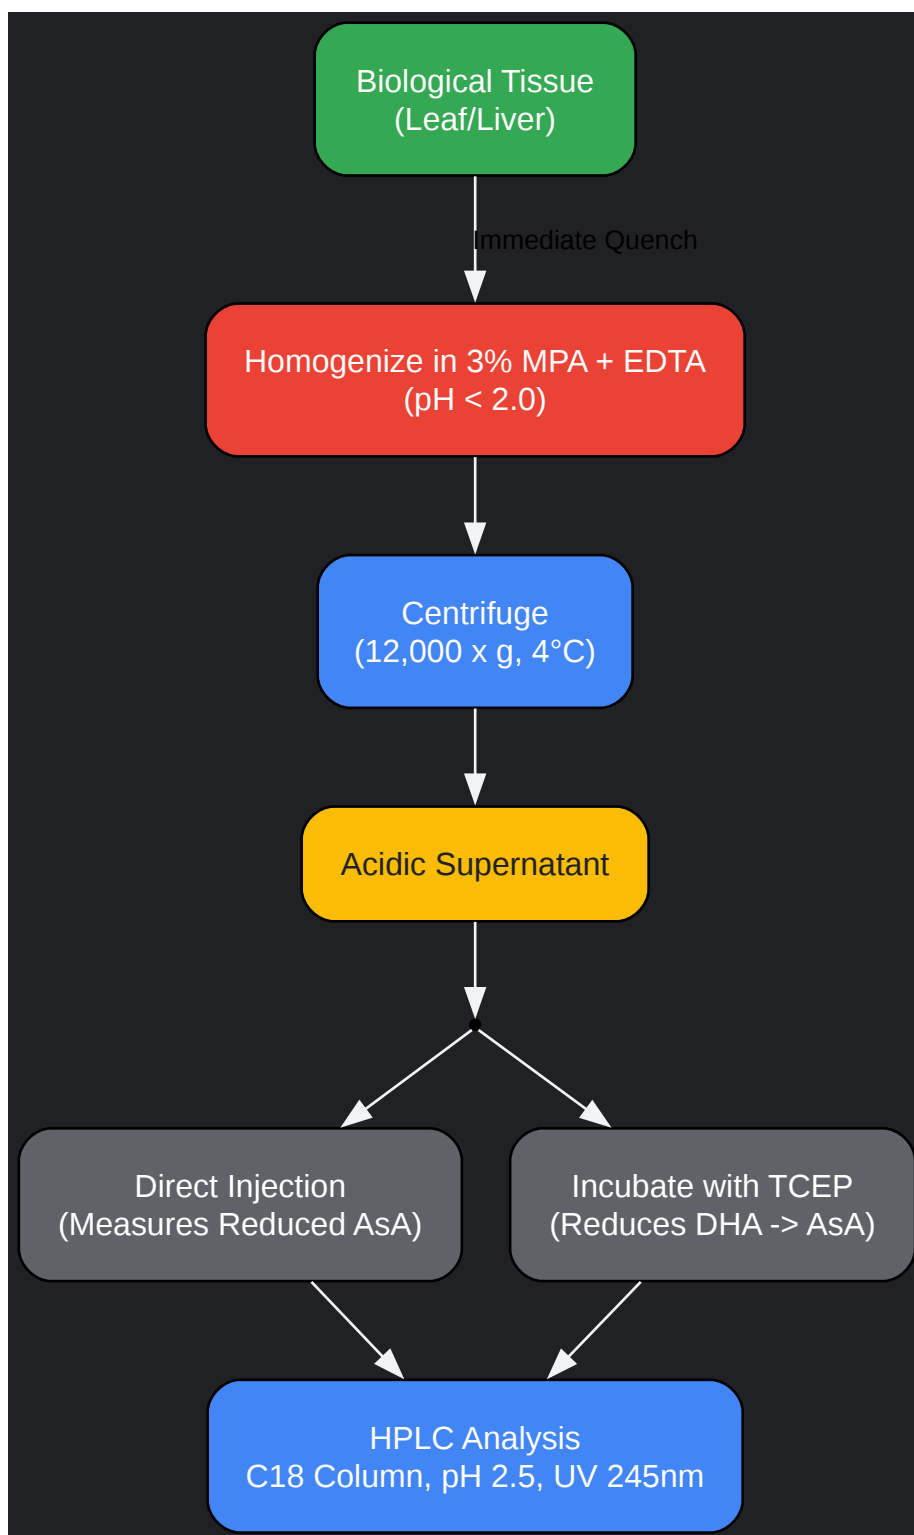 Biological Tissue
(Leaf/Liver)
Immediate Quench
Homogenize in 3% MPA + EDTA
(pH < 2.0)
Centrifuge
(12,000 x g, 4°C)
Acidic Supernatant
Direct Injection
(Measures Reduced AsA)
Incubate with TCEP
(Reduces DHA -> AsA)
HPLC Analysis
C18 Column, pH 2.5, UV 245nm